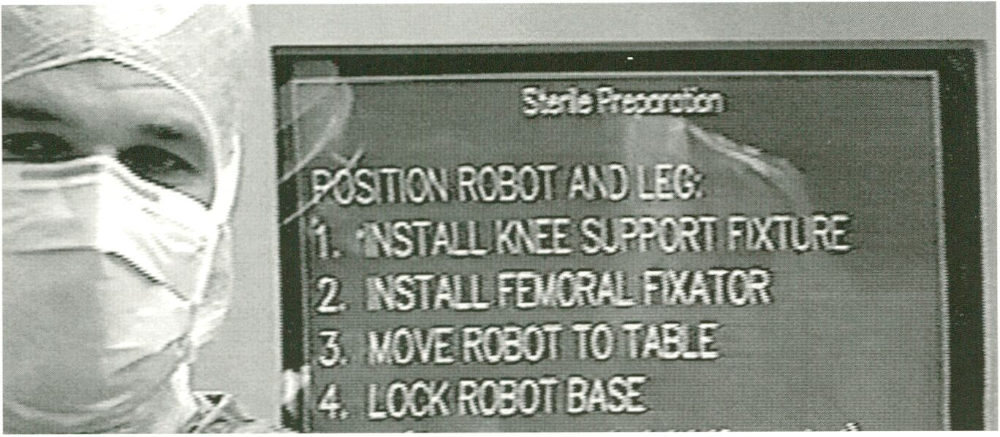 Sterile Preparation
POSITION ROBOT AND LEG:
1. INSTALL KNEE SUPPORT FIXTURE
2. INSTALL FEMORAL FIXATOR
3. MOVE ROBOT TO TABLE
4. LOCK ROBOT BASE